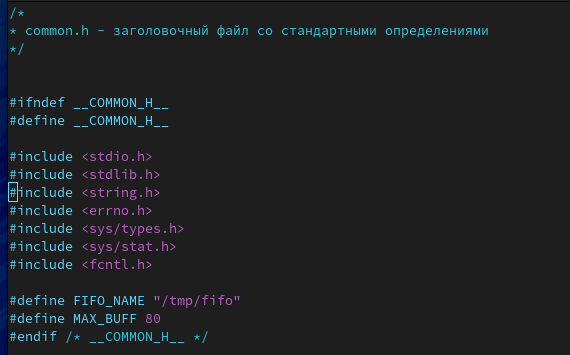 /*
* common.h - заголовочный файл со стандартными определениями
*/
#ifndef __COMMON_H__
#define __COMMON_H__
#include <stdio.h>
#include <stdlib.h>
#include <string.h>
#include <errno.h>
#include <sys/types.h>
#include <sys/stat.h>
#include <fcntl.h>
#define FIFO_NAME "/tmp/fifo"
#define MAX_BUFF 80
#endif /* __COMMON_H__ */